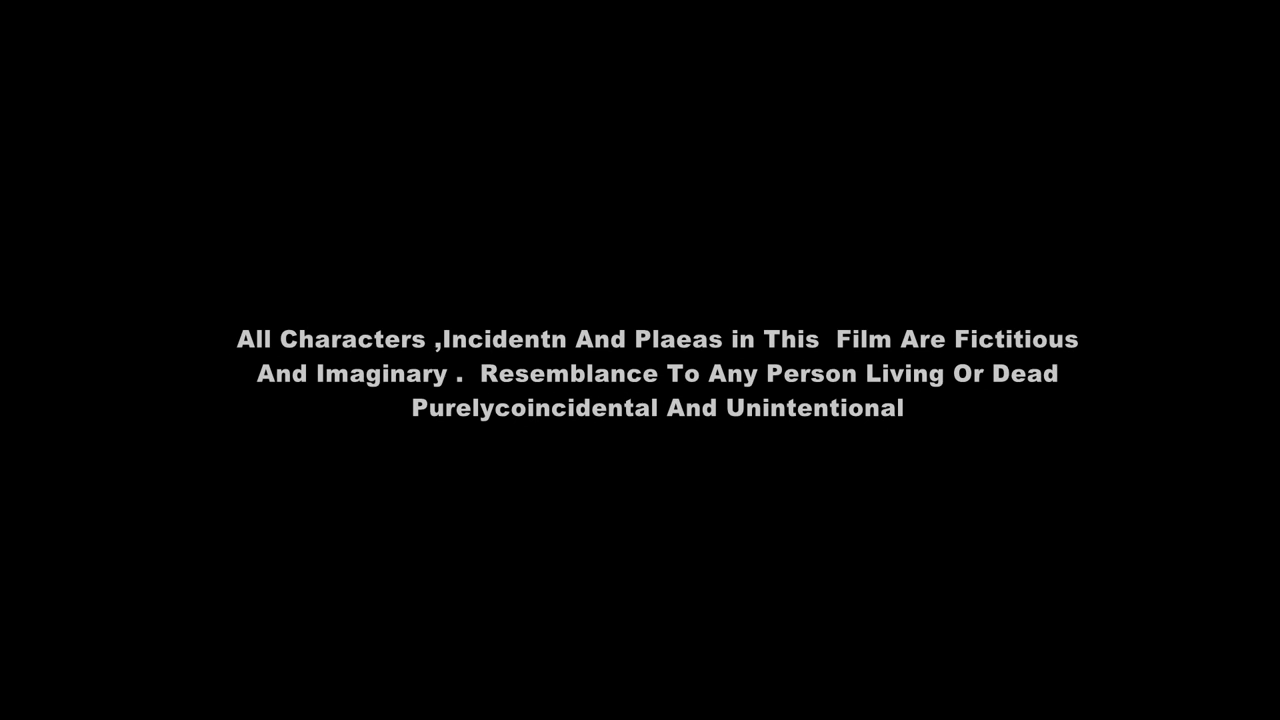 All Characters ,Incidentn And Plaeas in This  Film Are Fictitious
And Imaginary .  Resemblance To Any Person Living Or Dead
Purelycoincidental And Unintentional